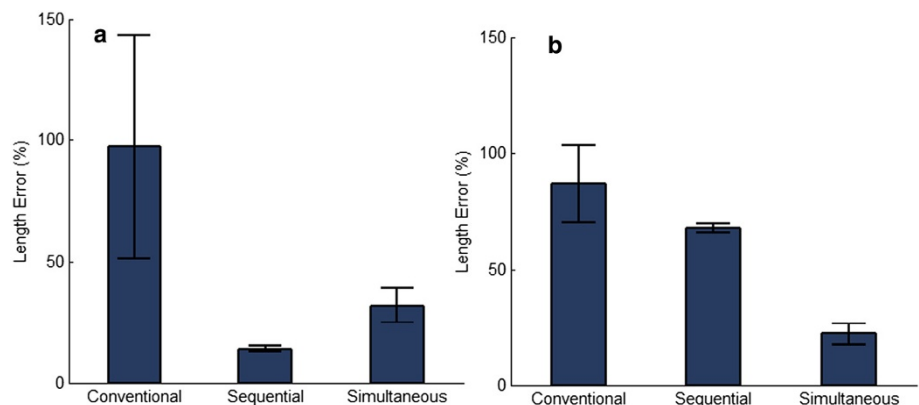 a
Length Error (%)
150
100
50
0
Conventional Sequential Simultaneous
b
Length Error (%)
150
100
50
0
Conventional Sequential Simultaneous